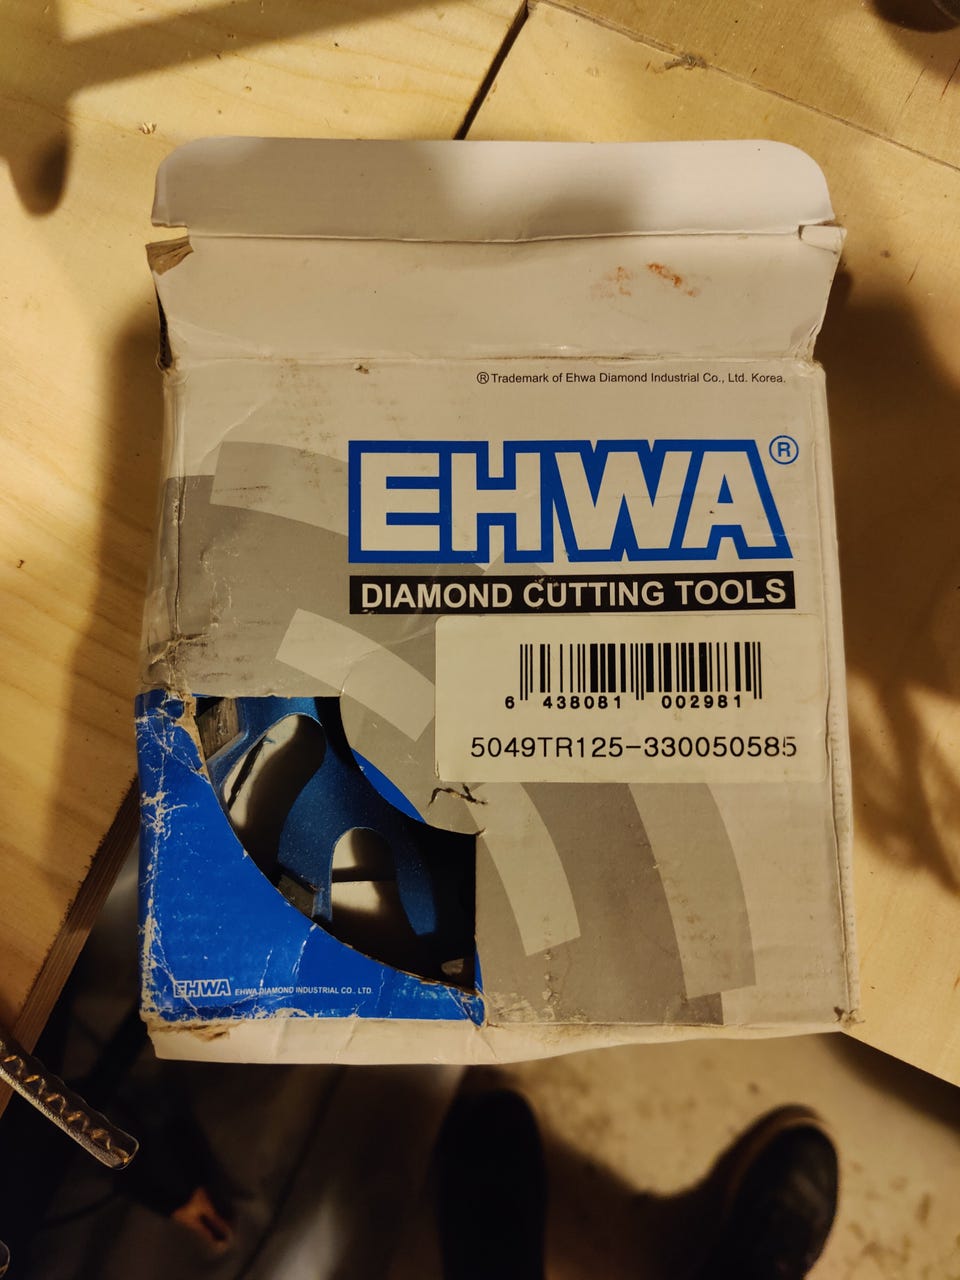 ® Trademark of Ehwa Diamond Industrial Co., Ltd. Korea.
EHWA®
DIAMOND CUTTING TOOLS
6 438081 002981
5049TR125-330050585
EHWA EHWA DIAMOND INDUSTRIAL CO., LTD.